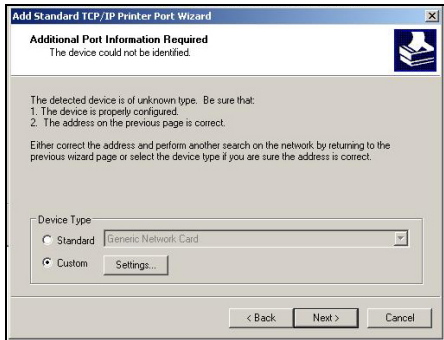 Add Standard TCP/IP Printer Port Wizard
Additional Port Information Required
The device could not be identified.
The detected device is of unknown type. Be sure that:
1. The device is properly configured.
2. The address on the previous page is correct.
Either correct the address and perform another search on the network by returning to the
previous wizard page or select the device type if you are sure the address is correct.
Device Type
Standard Generic Network Card
Custom Settings...
< Back Next > Cancel